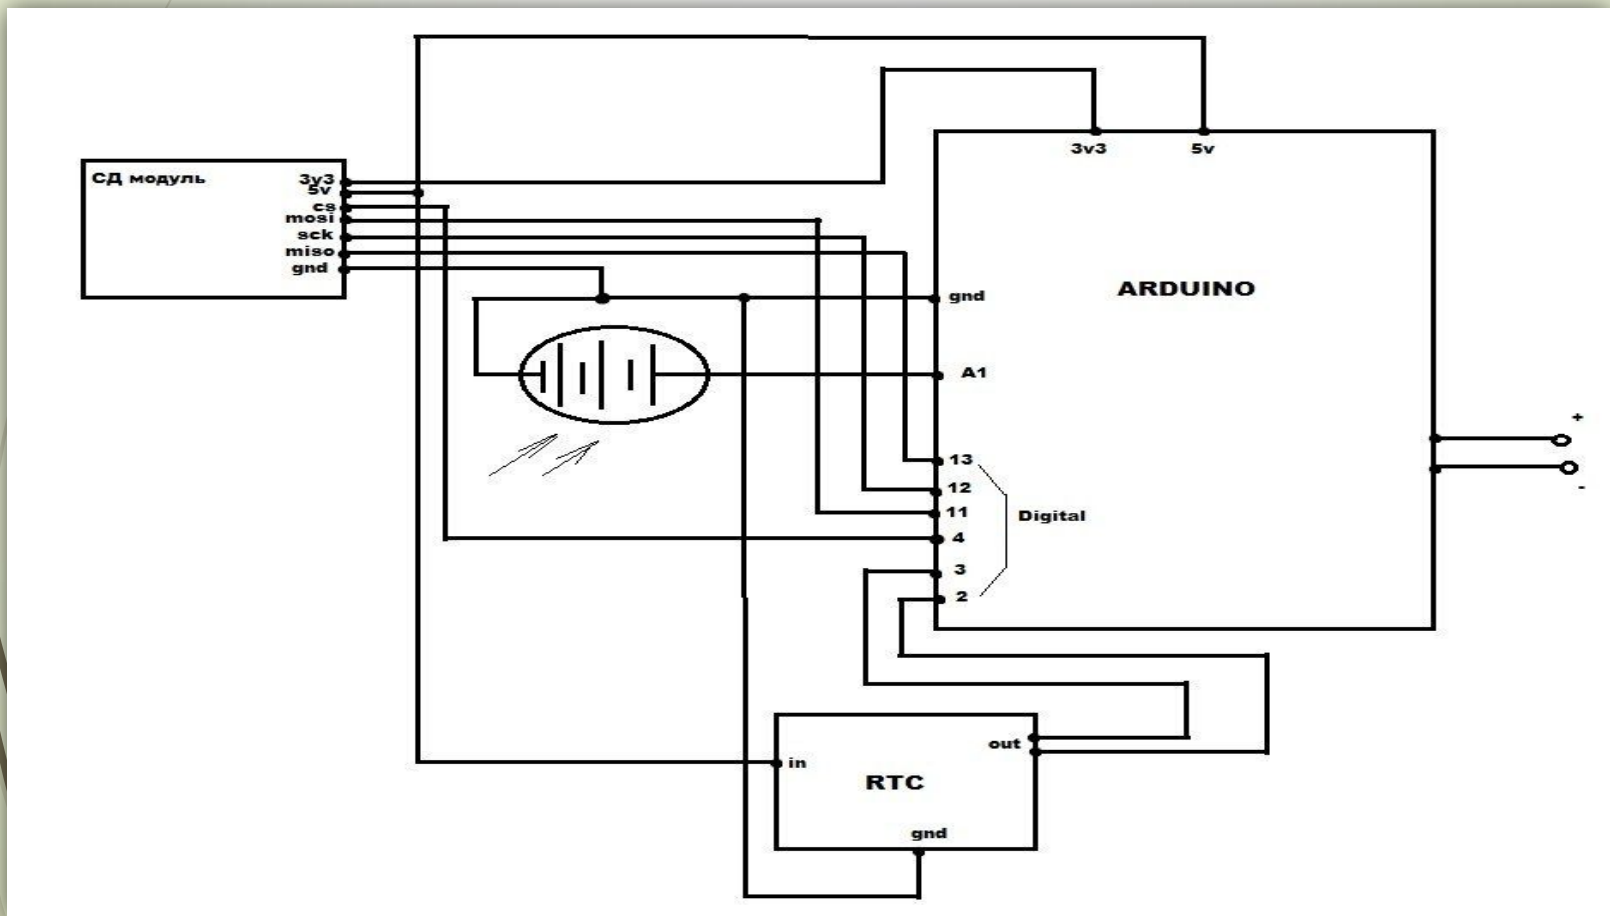 3v3
5v
СД модуль
3v3
5v
cs
mosi
sck
miso
gnd
ARDUINO
gnd
A1
+
-
13
12
11
Digital
4
3
2
out
in
RTC
gnd